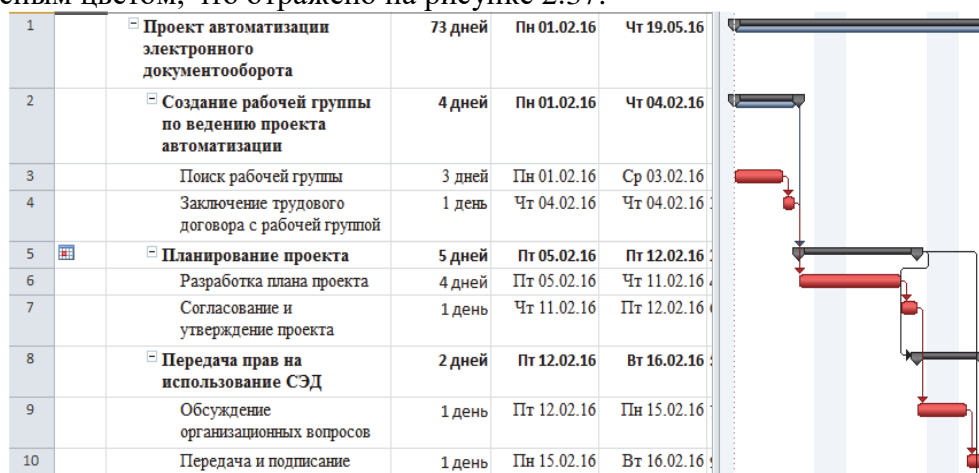 ным цветом, что отражено на рисунке 2.37.
1 Проект автоматизации 73 дней Пн 01.02.16 Чт 19.05.16
электронного
документооборота
2 Создание рабочей группы 4 дней Пн 01.02.16 Чт 04.02.16
по ведению проекта
автоматизации
3 Поиск рабочей группы 3 дней Пн 01.02.16 Ср 03.02.16
4 Заключение трудового 1 день Чт 04.02.16 Чт 04.02.16
договора с рабочей группой
5 Планирование проекта 5 дней Пт 05.02.16 Пт 12.02.16
6 Разработка плана проекта 4 дней Пт 05.02.16 Чт 11.02.16
7 Согласование и 1 день Чт 11.02.16 Пт 12.02.16
утверждение проекта
8 Передача прав на 2 дней Пт 12.02.16 Вт 16.02.16
использование СЭД
9 Обсуждение 1 день Пт 12.02.16 Пн 15.02.16
организационных вопросов
10 Передача и подписание 1 день Пн 15.02.16 Вт 16.02.16